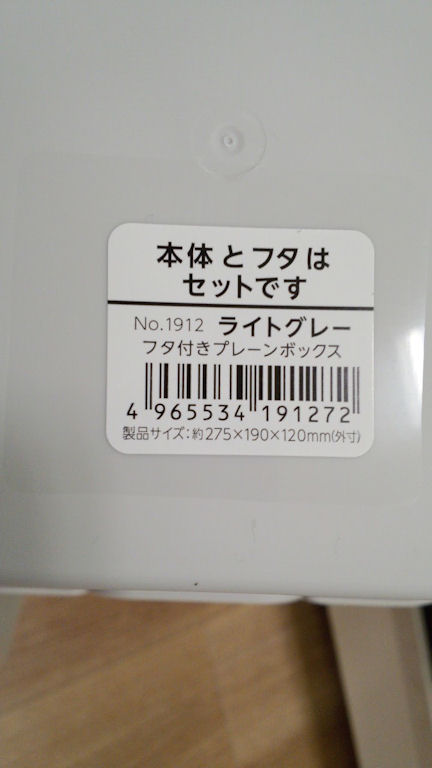 本体とフタは
セットです
No.1912 ライトグレー
フタ付きプレーンボックス
4 965534 191272
製品サイズ:約275×190×120mm(外寸)